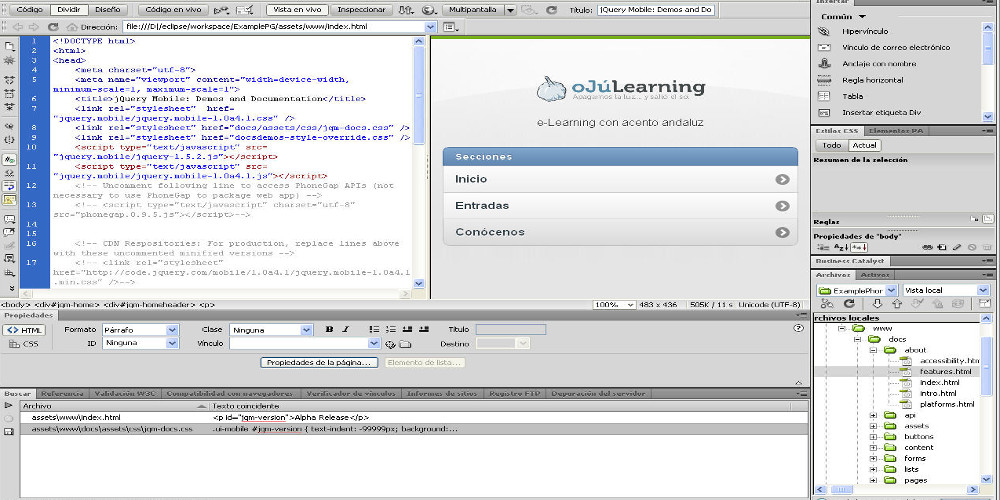 Código Dividir Diseño Código en vivo Vista en vivo Inspeccionar Multipantalla Título: jQuery Mobile: Demos and Do
Dirección: file:///D|/eclipse/workspace/ExamplePG/assets/www/index.html
1 <!DOCTYPE html>
2 <html>
3 <head>
4 <meta charset="utf-8">
5 <meta name="viewport" content="width=device-width,
minimum-scale=1, maximum-scale=1">
6 <title>jQuery Mobile: Demos and Documentation</title>
7 <link rel="stylesheet" href=
"jquery.mobile/jquery.mobile-1.0a4.1.css" />
8 <link rel="stylesheet" href="docs/assets/css/jqm-docs.css" />
9 <link rel="stylesheet" href="docsdemos-style-override.css" />
10 <script type="text/javascript" src=
"jquery.mobile/jquery-1.5.2.js"></script>
11 <script type="text/javascript" src=
"jquery.mobile/jquery.mobile-1.0a4.1.js"></script>
12 <!-- Uncomment following line to access PhoneGap APIs (not
necessary to use PhoneGap to package web app) -->
13 <!-- <script type="text/javascript" charset="utf-8"
src="phonegap.0.9.5.js"></script>-->
14
15
16 <!-- CDN Respositories: For production, replace lines above
with these uncommented minified versions -->
17 <!-- <link rel="stylesheet"
href="http://code.jquery.com/mobile/1.0a4.1/jquery.mobile-1.0a4.1
.min.css" />-->
oJúLearning
Apagamos la luz... y salió el sol
e-Learning con acento andaluz
Secciones
Inicio
Entradas
Conócenos
<body> <div#jqm-home> <div#jqm-homeheader> <p>
100% 483 x 436 505K / 11 s Unicode (UTF-8)
Propiedades
<> HTML
CSS
Formato Párrafo Clase Ninguna B I Título
ID Ninguna Vínculo Destino
Propiedades de la página... Elemento de lista...
Buscar Referencia Validación W3C Compatibilidad con navegadores Verificador de vínculos Informes de sitios Registro FTP Depuración del servidor
Archivo Texto coincidente
assets\www\index.html <p id="jqm-version">Alpha Release</p>
assets\www\docs\assets\css\jqm-docs.css .ui-mobile #jqm-version { text-indent: -99999px; background:...
Insertar
Común
Hipervínculo
Vínculo de correo electrónico
Anclaje con nombre
Regla horizontal
Tabla
Insertar etiqueta Div
Estilos CSS Elementos PA
Todo Actual
Resumen de la selección
Reglas
Propiedades de "body"
Business Catalyst
Archivos Activos
ExamplePhor Vista local
rchivos locales
www
docs
about
accessibility.htm
features.html
index.html
intro.html
platforms.html
api
assets
buttons
content
forms
lists
pages